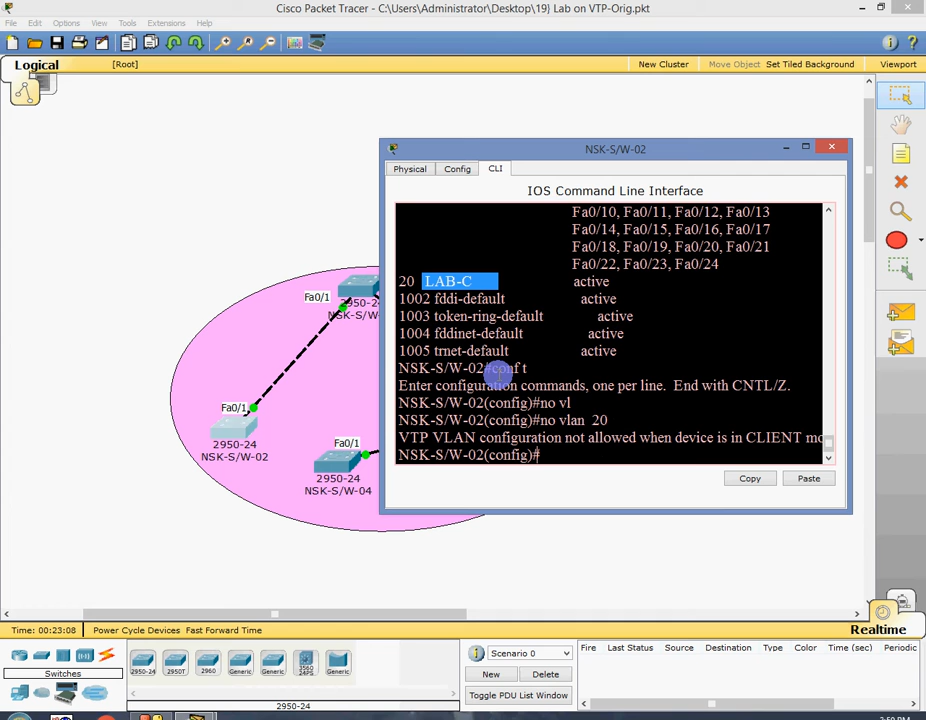 Cisco Packet Tracer - C:\Users\Administrator\Desktop\19} Lab on VTP-Orig.pkt
File Edit Options View Tools Extensions Help
Logical [Root] New Cluster Move Object Set Tiled Background Viewport
NSK-S/W-02
Physical Config CLI
IOS Command Line Interface
Fa0/10, Fa0/11, Fa0/12, Fa0/13
Fa0/14, Fa0/15, Fa0/16, Fa0/17
Fa0/18, Fa0/19, Fa0/20, Fa0/21
Fa0/22, Fa0/23, Fa0/24
20 LAB-C active
1002 fddi-default active
1003 token-ring-default active
1004 fddinet-default active
1005 trnet-default active
NSK-S/W-02#conf t
Enter configuration commands, one per line. End with CNTL/Z.
NSK-S/W-02(config)#no vl
NSK-S/W-02(config)#no vlan 20
VTP VLAN configuration not allowed when device is in CLIENT mo
NSK-S/W-02(config)#
Copy Paste
Fa0/1
2950-24
NSK-S/W-
Fa0/1
2950-24
NSK-S/W-02
Fa0/1
2950-24
NSK-S/W-04
Time: 00:23:08 Power Cycle Devices Fast Forward Time Realtime
Switches
2950-24 2950T 2960 Generic Generic 3560 24PS Generic
2950-24
Scenario 0
New Delete
Toggle PDU List Window
Fire Last Status Source Destination Type Color Time (sec) Periodic